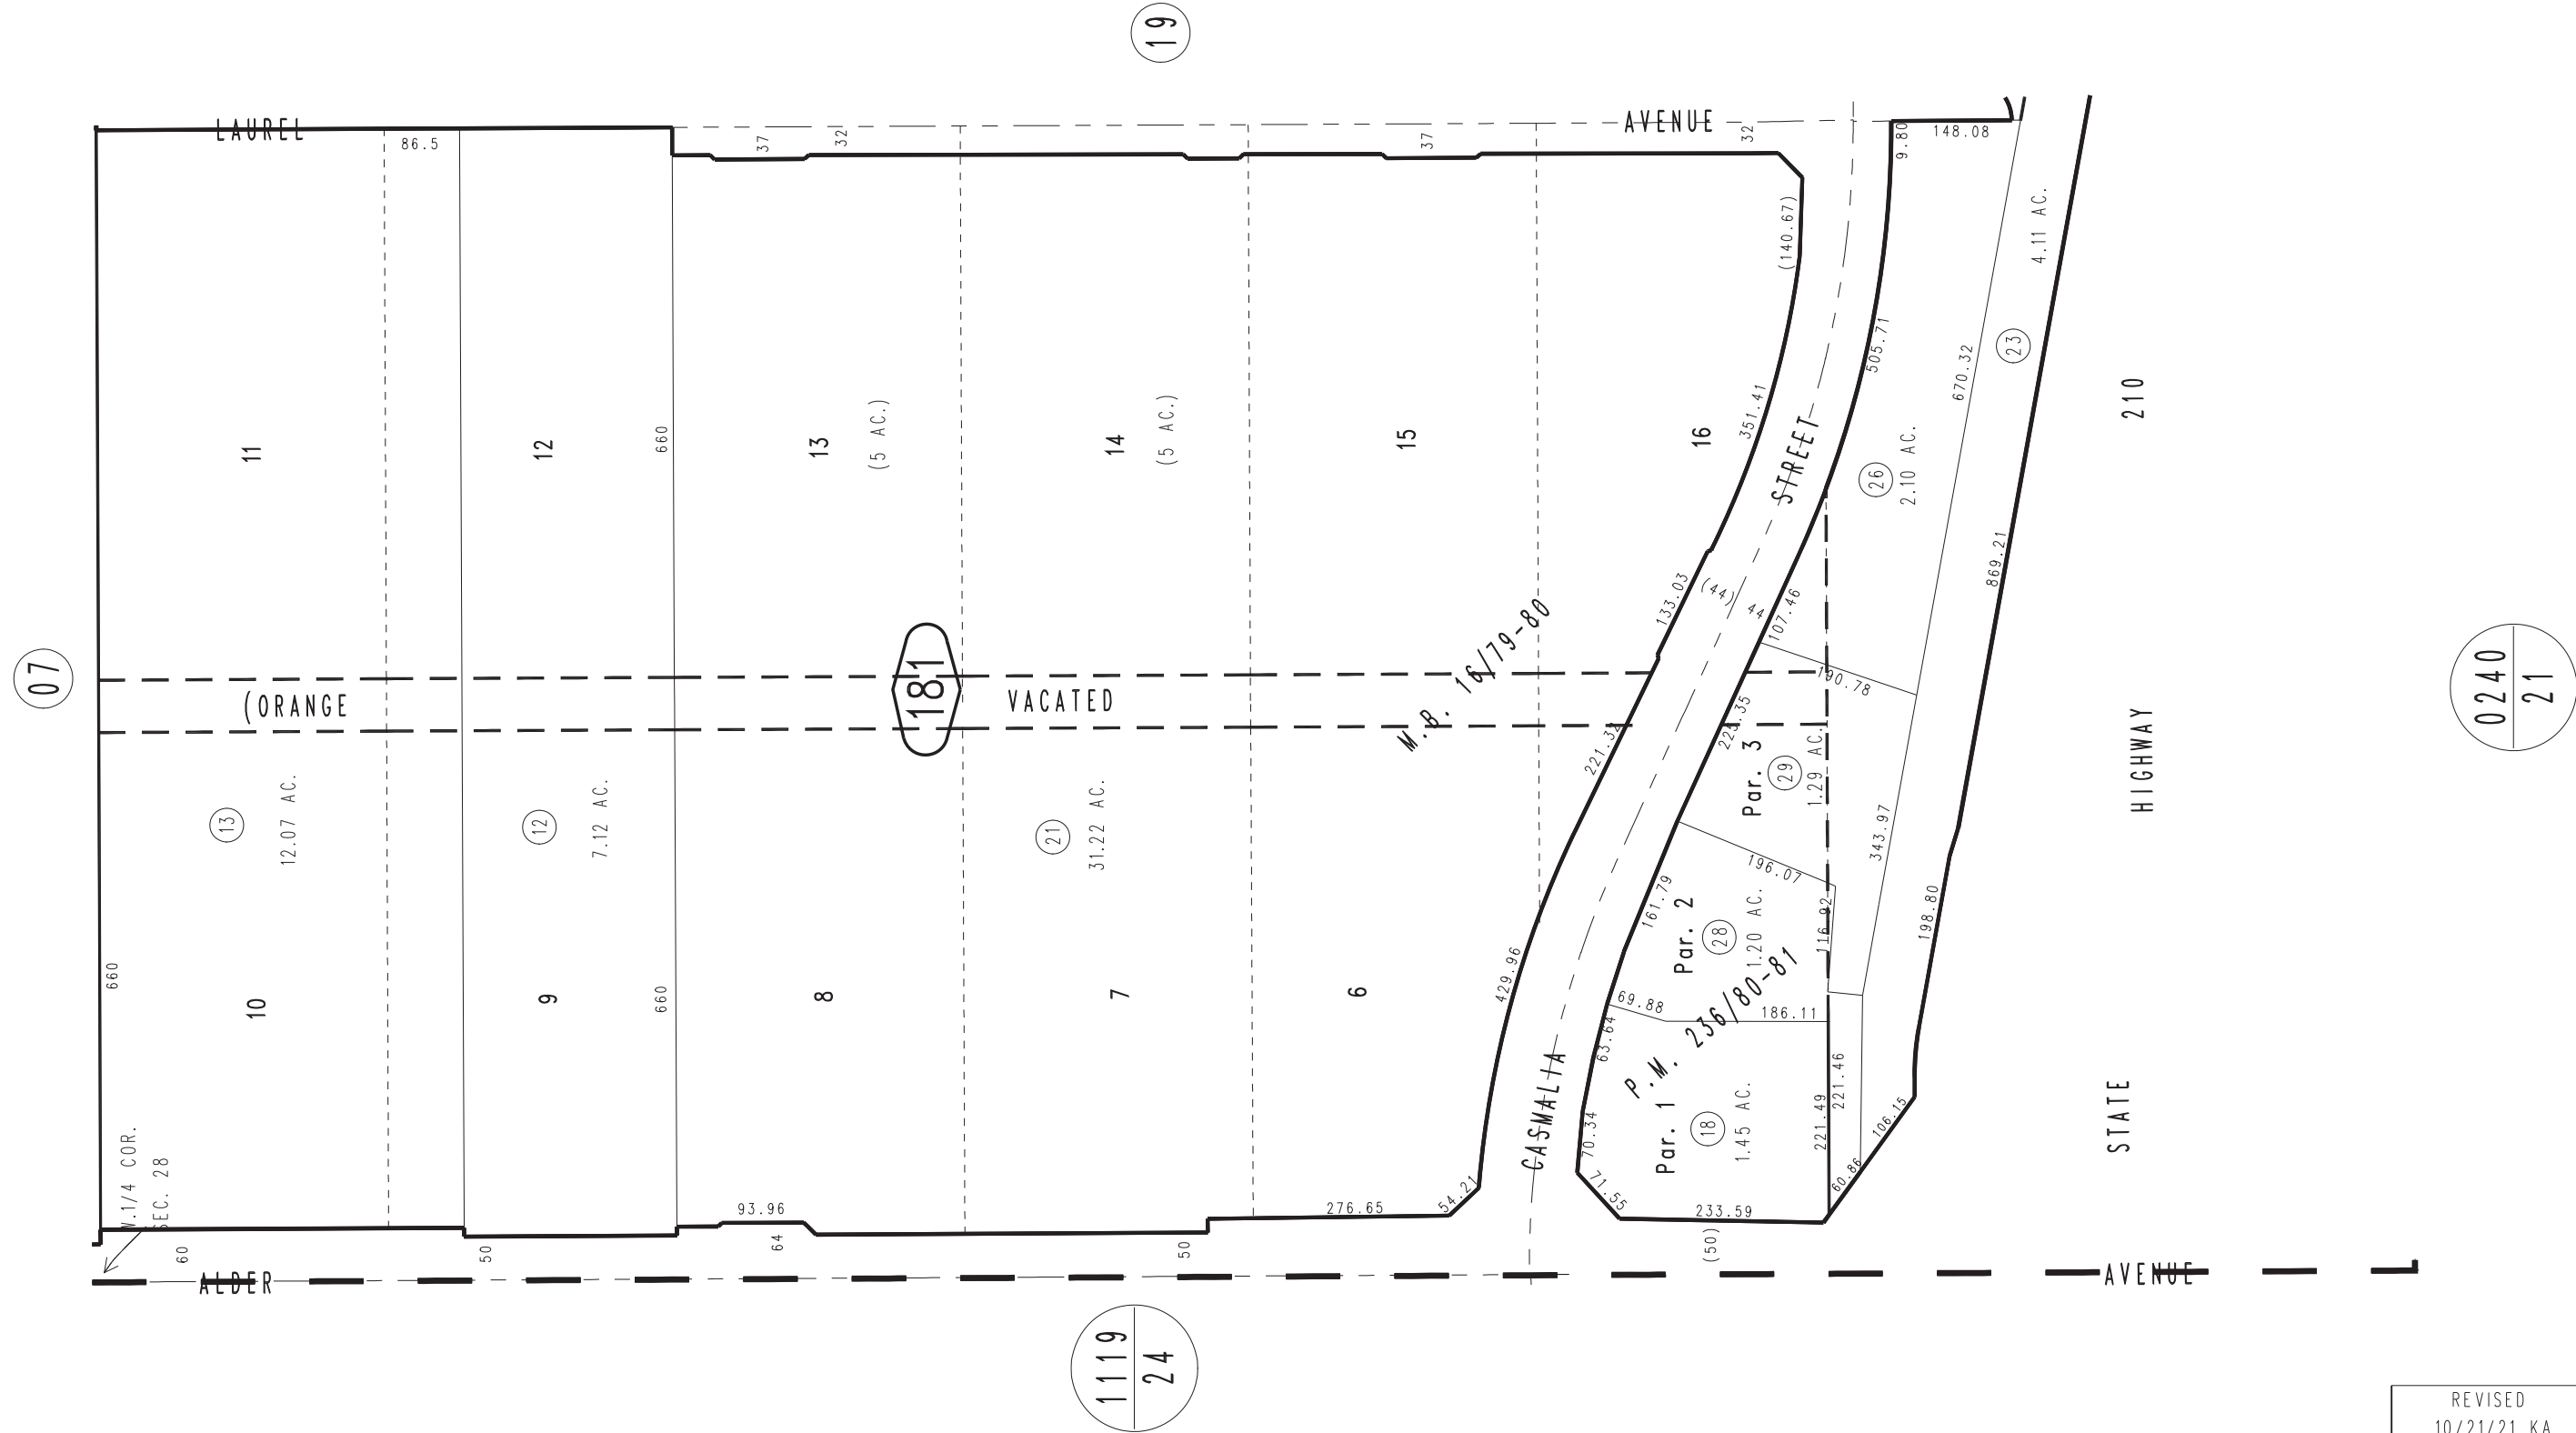 19
LAUREL
AVENUE
86.5
37
32
37
32
9.80
148.08
(140.67)
4.11 AC.
505.71
670.32
23
351.41
STREET
210
11
12
660
13
(5 AC.)
14
(5 AC.)
15
16
26
2.10 AC.
869.21
133.03
(44)
44
107.46
M.B. 16/79-80
07
(ORANGE
181
VACATED
190.78
0240
21
221.32
223.35
Par. 3
29
1.29 AC.
HIGHWAY
13
12.07 AC.
12
7.12 AC.
21
31.22 AC.
343.97
196.07
161.79
Par. 2
28
1.20 AC.
116.92
198.80
660
10
9
660
8
7
6
429.96
69.88
186.11
63.64
P.M. 236/80-81
CASMALIA
70.34
Par. 1
18
1.45 AC.
221.49
221.46
106.15
STATE
W.1/4 COR.
SEC. 28
60.86
71.55
54.21
93.96
276.65
233.59
60
50
64
50
(50)
ALDER
AVENUE
1119
24
REVISED
10/21/21 KA